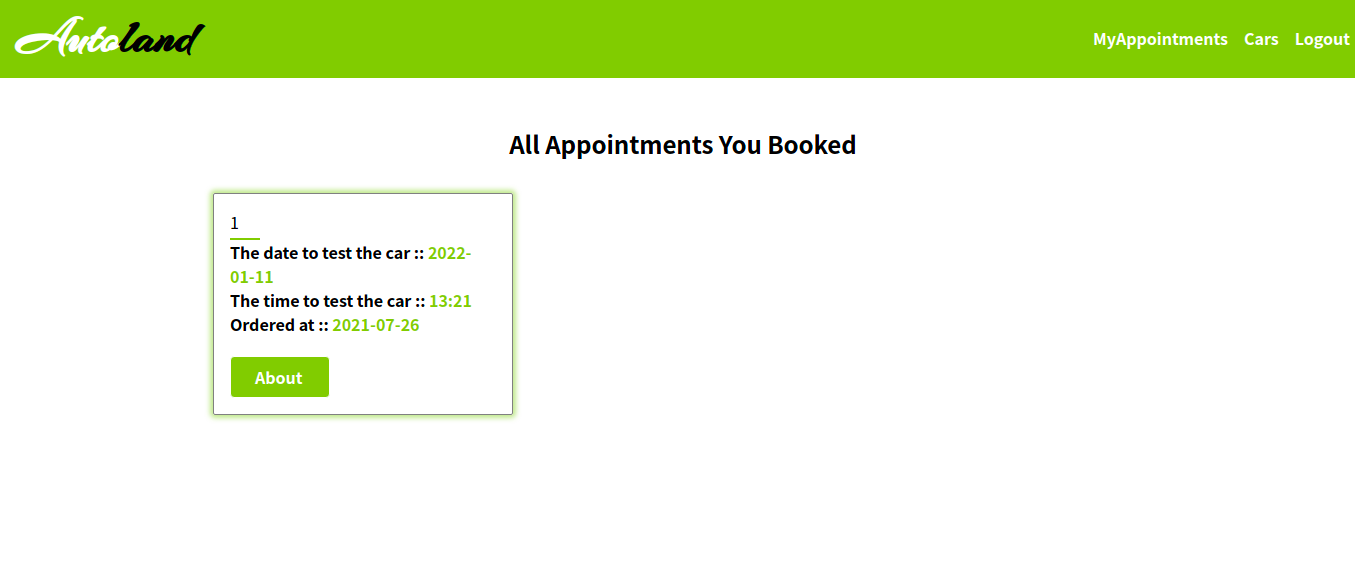 Autoland
MyAppointments Cars Logout
All Appointments You Booked
1
The date to test the car :: 2022-
01-11
The time to test the car :: 13:21
Ordered at :: 2021-07-26
About